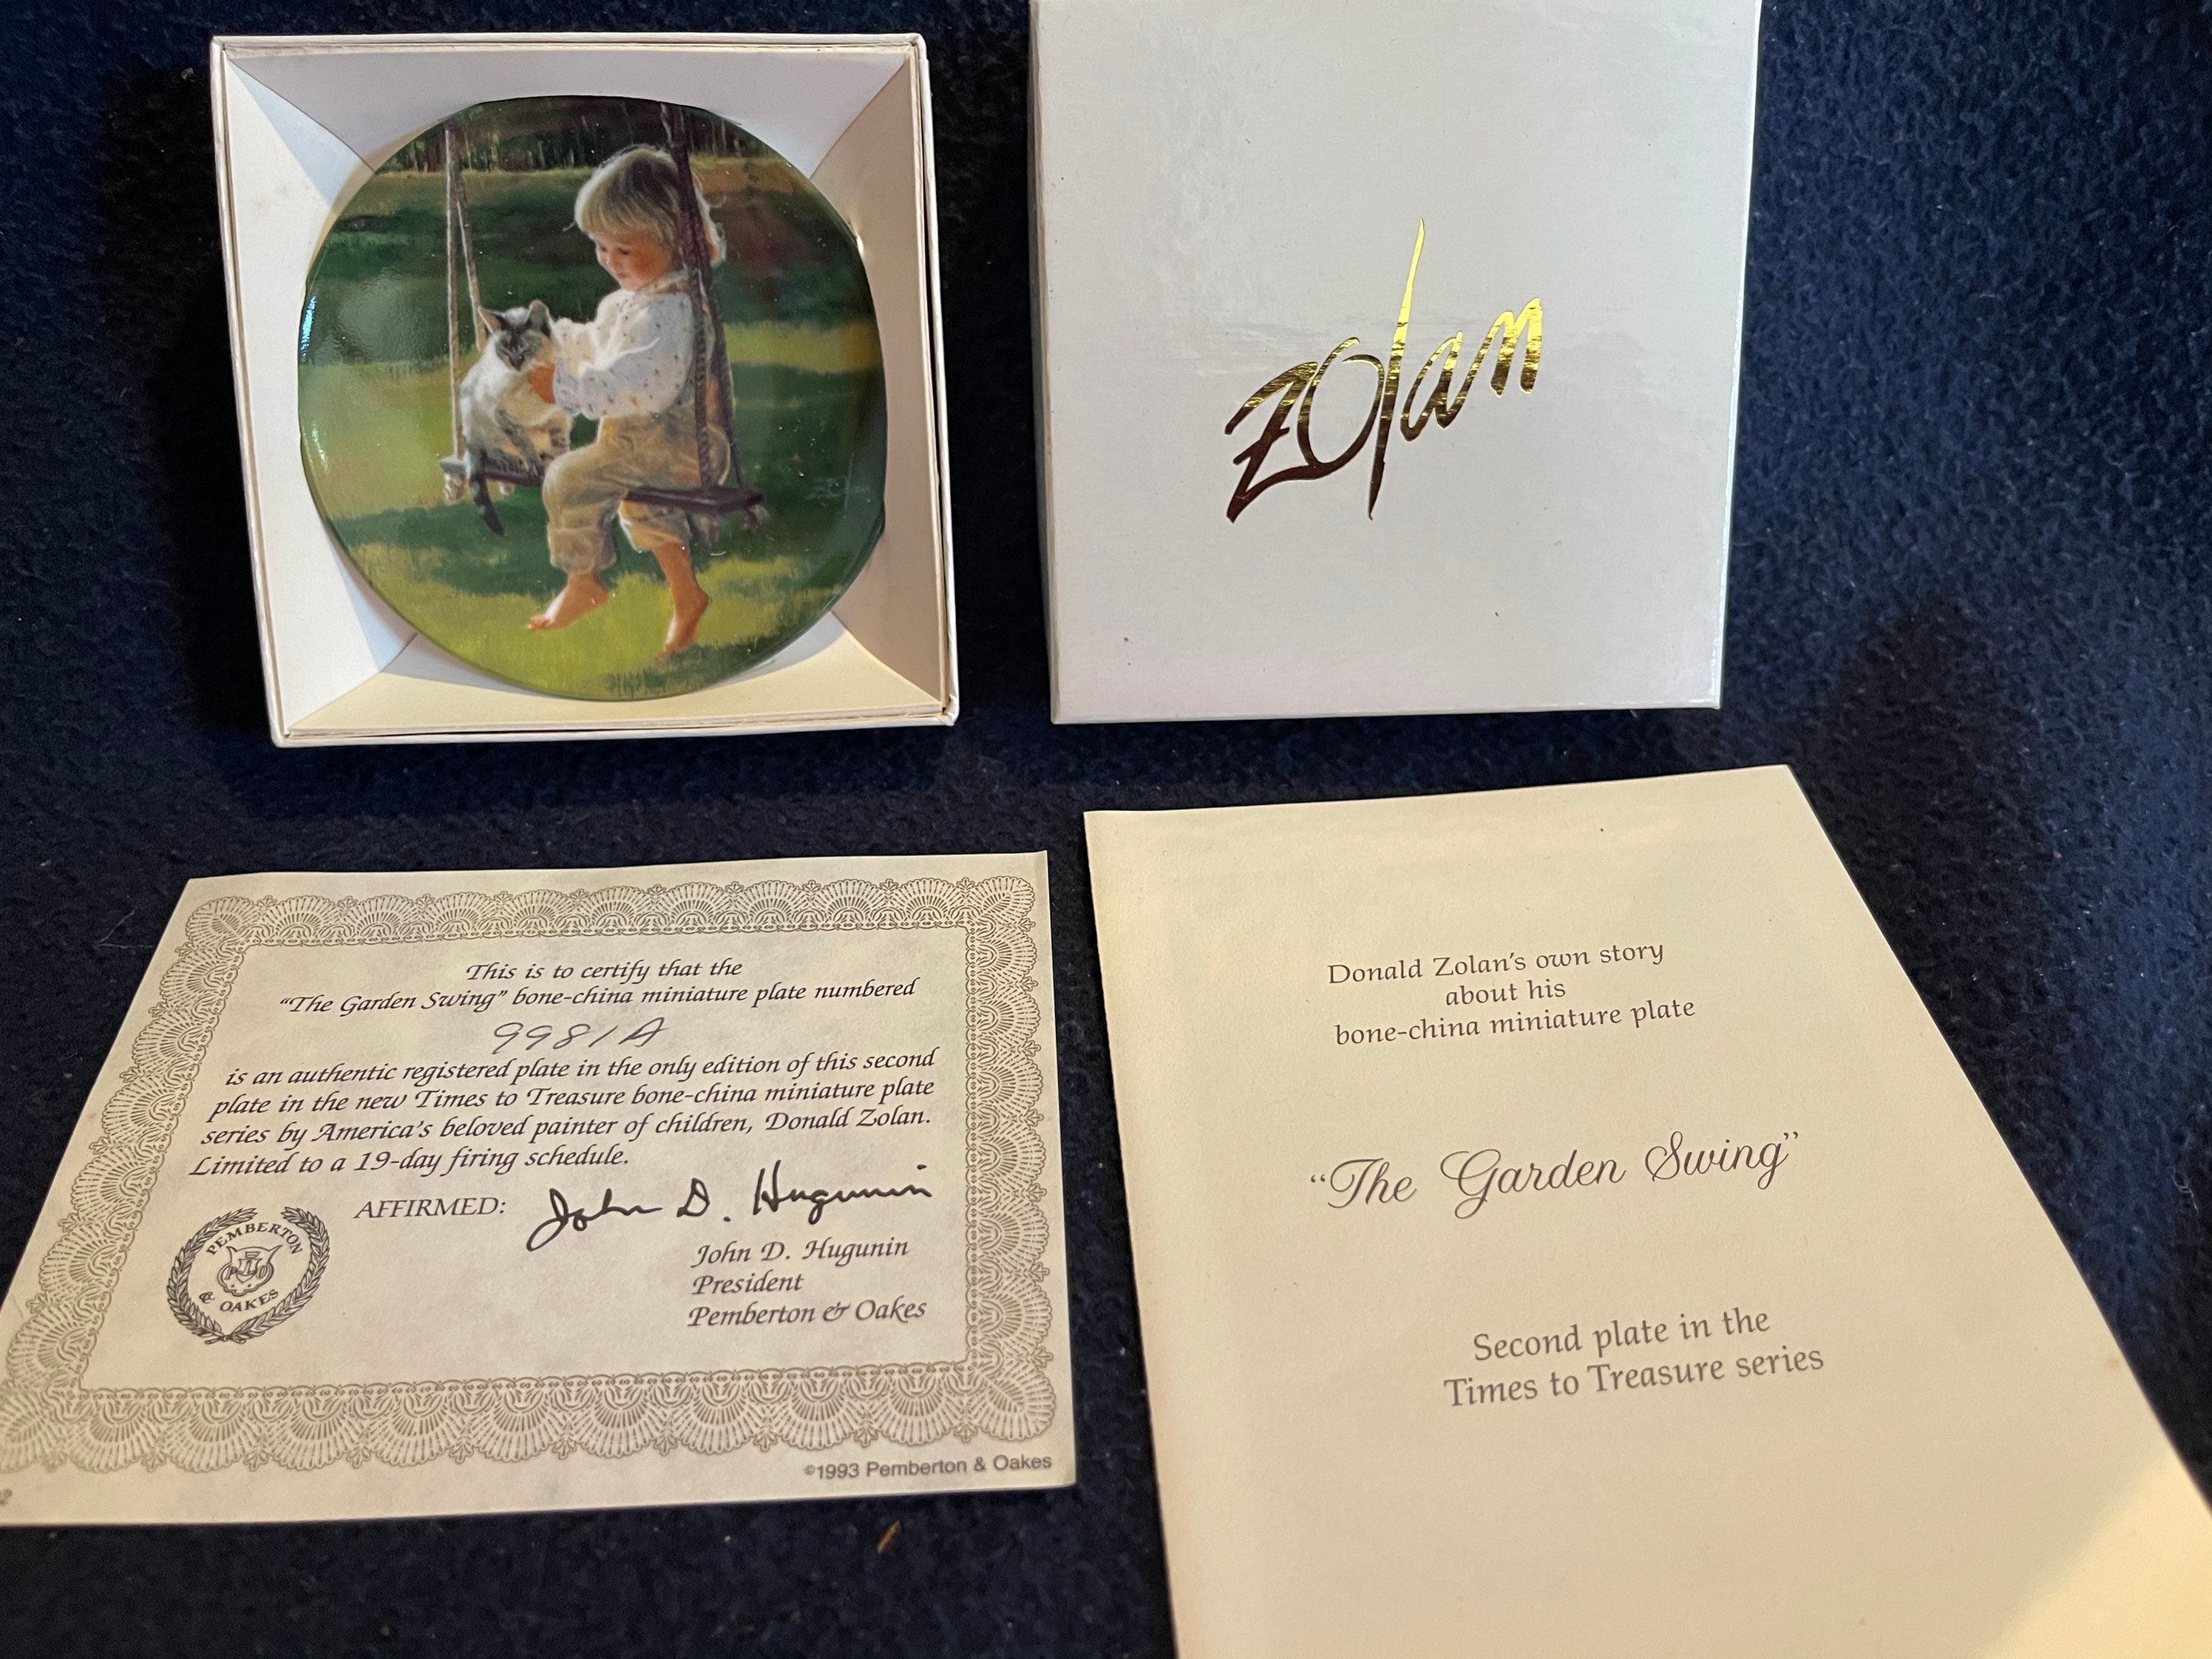 zolan
This is to certify that the
“The Garden Swing” bone-china miniature plate numbered
9981A
is an authentic registered plate in the only edition of this second
plate in the new Times to Treasure bone-china miniature plate
series by America's beloved painter of children, Donald Zolan.
Limited to a 19-day firing schedule.
AFFIRMED: John D. Hugunin
John D. Hugunin
President
Pemberton & Oakes
PEMBERTON
P&O
& OAKES
©1993 Pemberton & Oakes
Donald Zolan's own story
about his
bone-china miniature plate
“The Garden Swing”
Second plate in the
Times to Treasure series